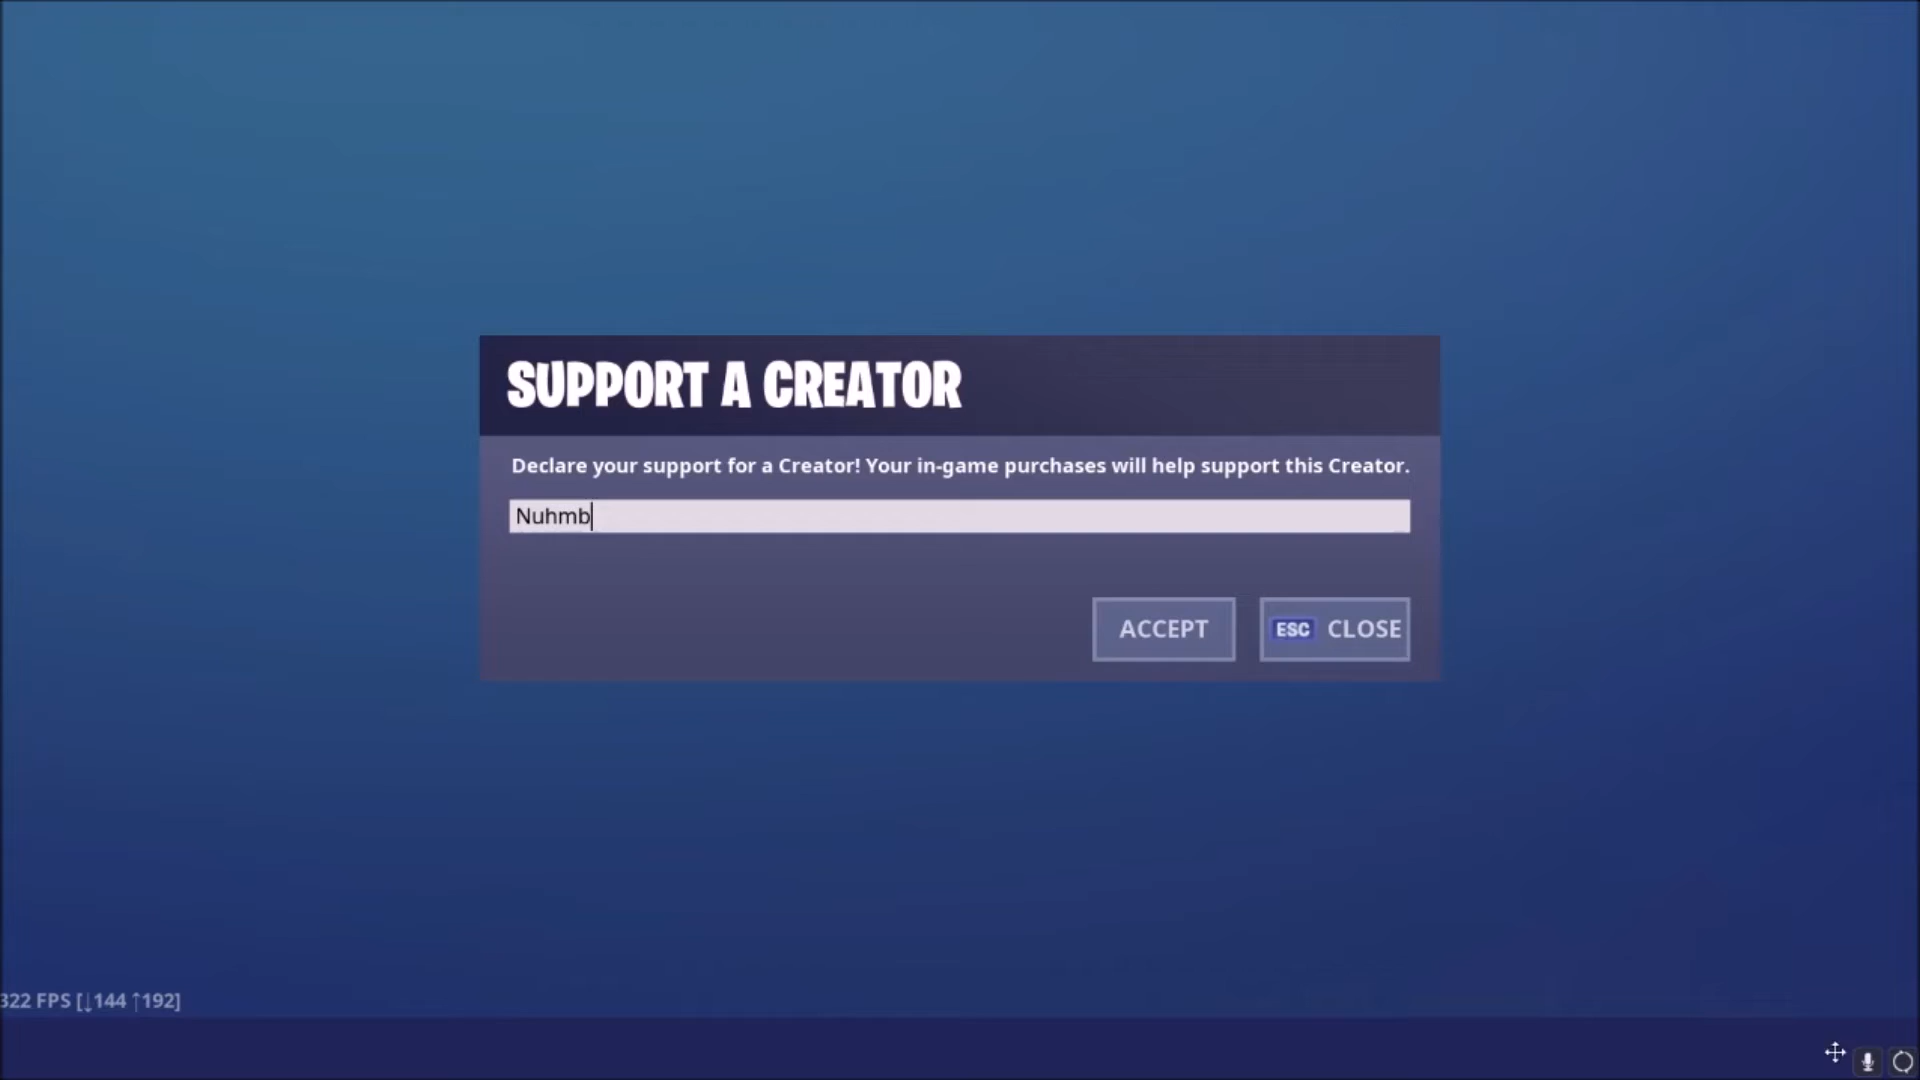 SUPPORT A CREATOR
Declare your support for a Creator! Your in-game purchases will help support this Creator.
Nuhmb
ACCEPT
ESC CLOSE
322 FPS [↓144 ↑192]